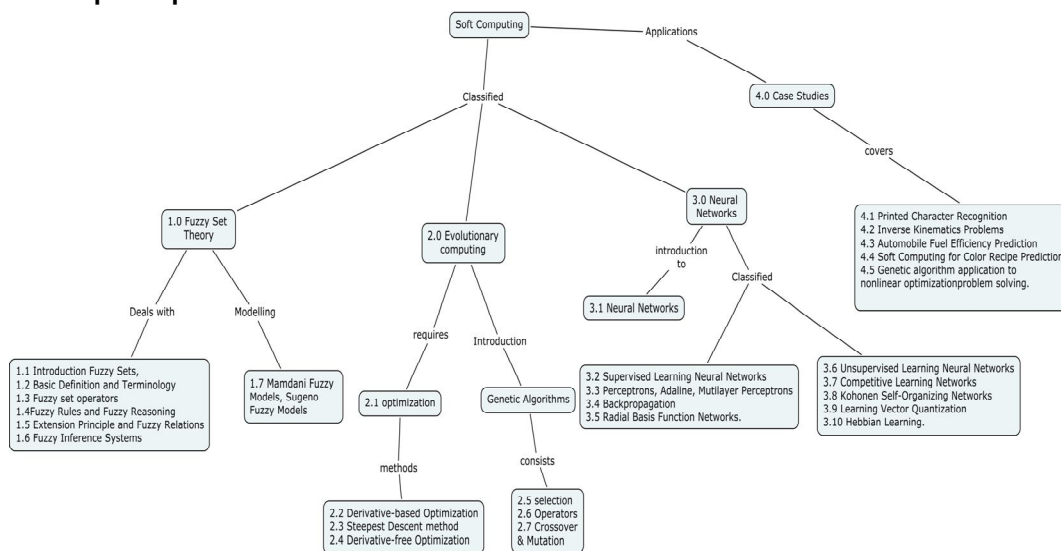 Soft Computing
Applications
4.0 Case Studies
Classified
covers
3.0 Neural
Networks
1.0 Fuzzy Set
Theory
2.0 Evolutionary
computing
4.1 Printed Character Recognition
4.2 Inverse Kinematics Problems
4.3 Automobile Fuel Efficiency Prediction
4.4 Soft Computing for Color Recipe Prediction
4.5 Genetic algorithm application to
nonlinear optimizationproblem solving.
introduction
to
Classified
3.1 Neural Networks
Deals with
Modelling
requires
Introduction
1.1 Introduction Fuzzy Sets,
1.2 Basic Definition and Terminology
1.3 Fuzzy set operators
1.4Fuzzy Rules and Fuzzy Reasoning
1.5 Extension Principle and Fuzzy Relations
1.6 Fuzzy Inference Systems
1.7 Mamdani Fuzzy
Models, Sugeno
Fuzzy Models
2.1 optimization
Genetic Algorithms
3.2 Supervised Learning Neural Networks
3.3 Perceptrons, Adaline, Mutilayer Perceptrons
3.4 Backpropagation
3.5 Radial Basis Function Networks.
3.6 Unsupervised Learning Neural Networks
3.7 Competitive Learning Networks
3.8 Kohonen Self-Organizing Networks
3.9 Learning Vector Quantization
3.10 Hebbian Learning.
methods
consists
2.2 Derivative-based Optimization
2.3 Steepest Descent method
2.4 Derivative-free Optimization
2.5 selection
2.6 Operators
2.7 Crossover
& Mutation